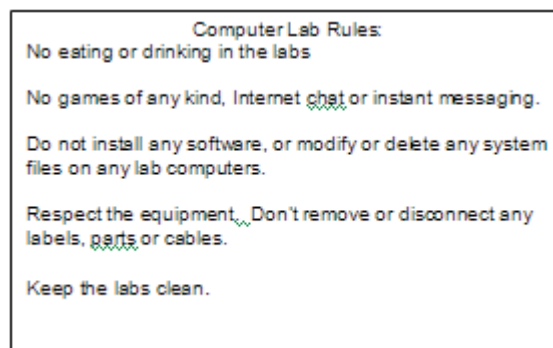 Computer Lab Rules:
No eating or drinking in the labs
No games of any kind, Internet chat or instant messaging.
Do not install any software, or modify or delete any system
files on any lab computers.
Respect the equipment. Don't remove or disconnect any
labels, parts or cables.
Keep the labs clean.